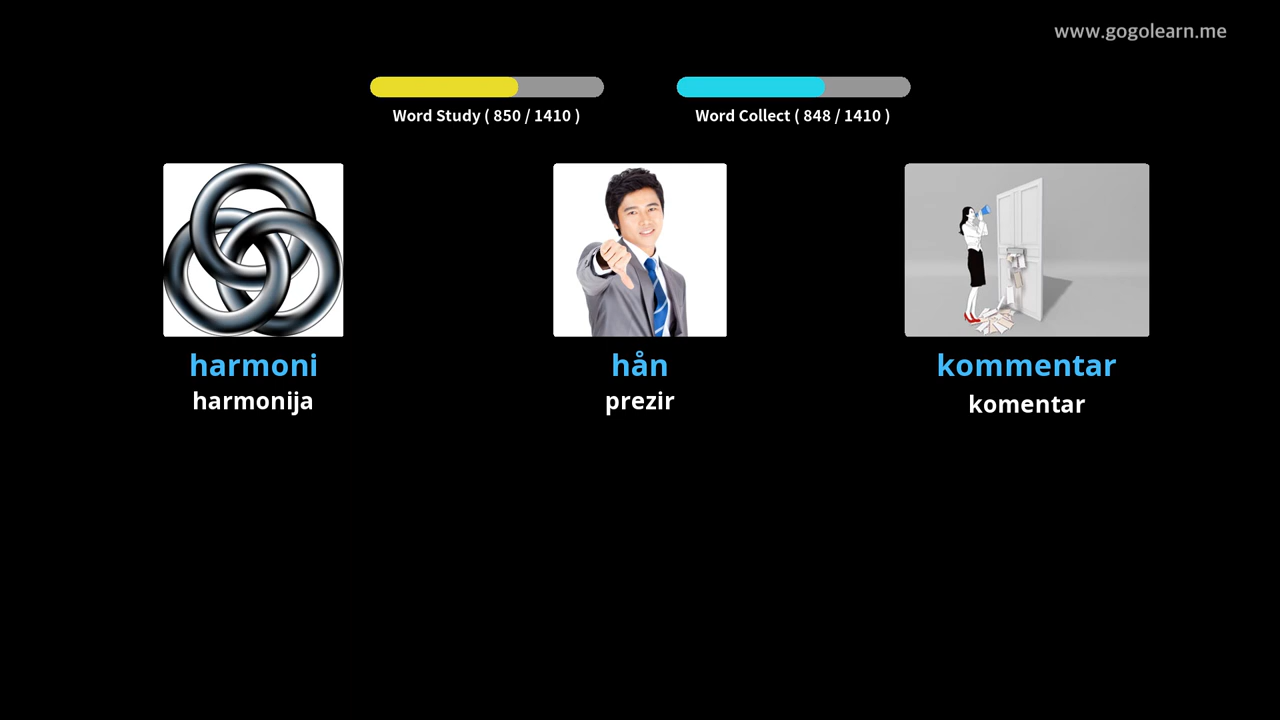 www.gogolearn.me
Word Study ( 850 / 1410 )
Word Collect ( 848 / 1410 )
harmoni
harmonija
hån
prezir
kommentar
komentar